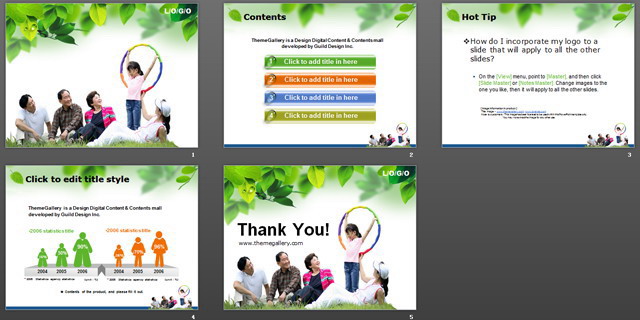 L/O/G/O
1
Contents
ThemeGallery is a Design Digital Content & Contents mall
developed by Guild Design Inc.
1 Click to add title in here
2 Click to add title in here
3 Click to add title in here
4 Click to add title in here
2
Hot Tip
How do I incorporate my logo to a
slide that will apply to all the other
slides?
On the [View] menu, point to [Master], and then click
[Slide Master] or [Notes Master]. Change images to the
one you like, then it will apply to all the other slides.
3
Click to edit title style
ThemeGallery is a Design Digital Content & Contents mall
developed by Guild Design Inc.
-2006 statistics title
-2006 statistics title
2004 2005 2006
2004 2005 2006
Contents of the product, and please fill it out.
4
L/O/G/O
Thank You!
www.themegallery.com
5